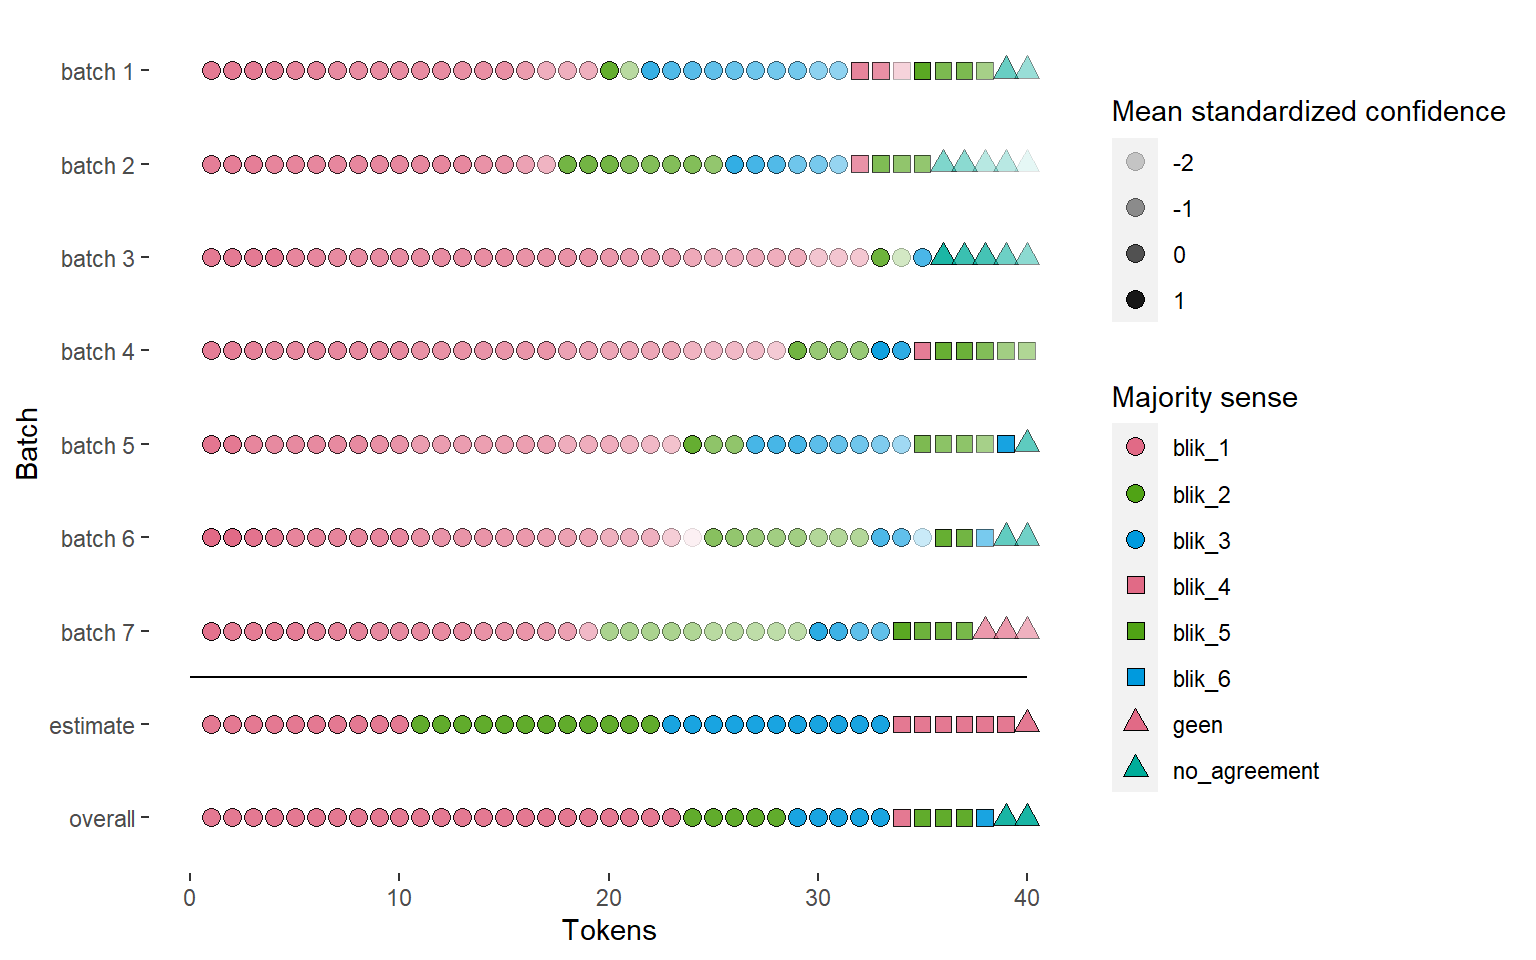 batch 1
batch 2
batch 3
batch 4
batch 5
batch 6
batch 7
estimate
overall
Batch
0 10 20 30 40
Tokens
Mean standardized confidence
-2
-1
0
1
Majority sense
blik_1
blik_2
blik_3
blik_4
blik_5
blik_6
geen
no_agreement